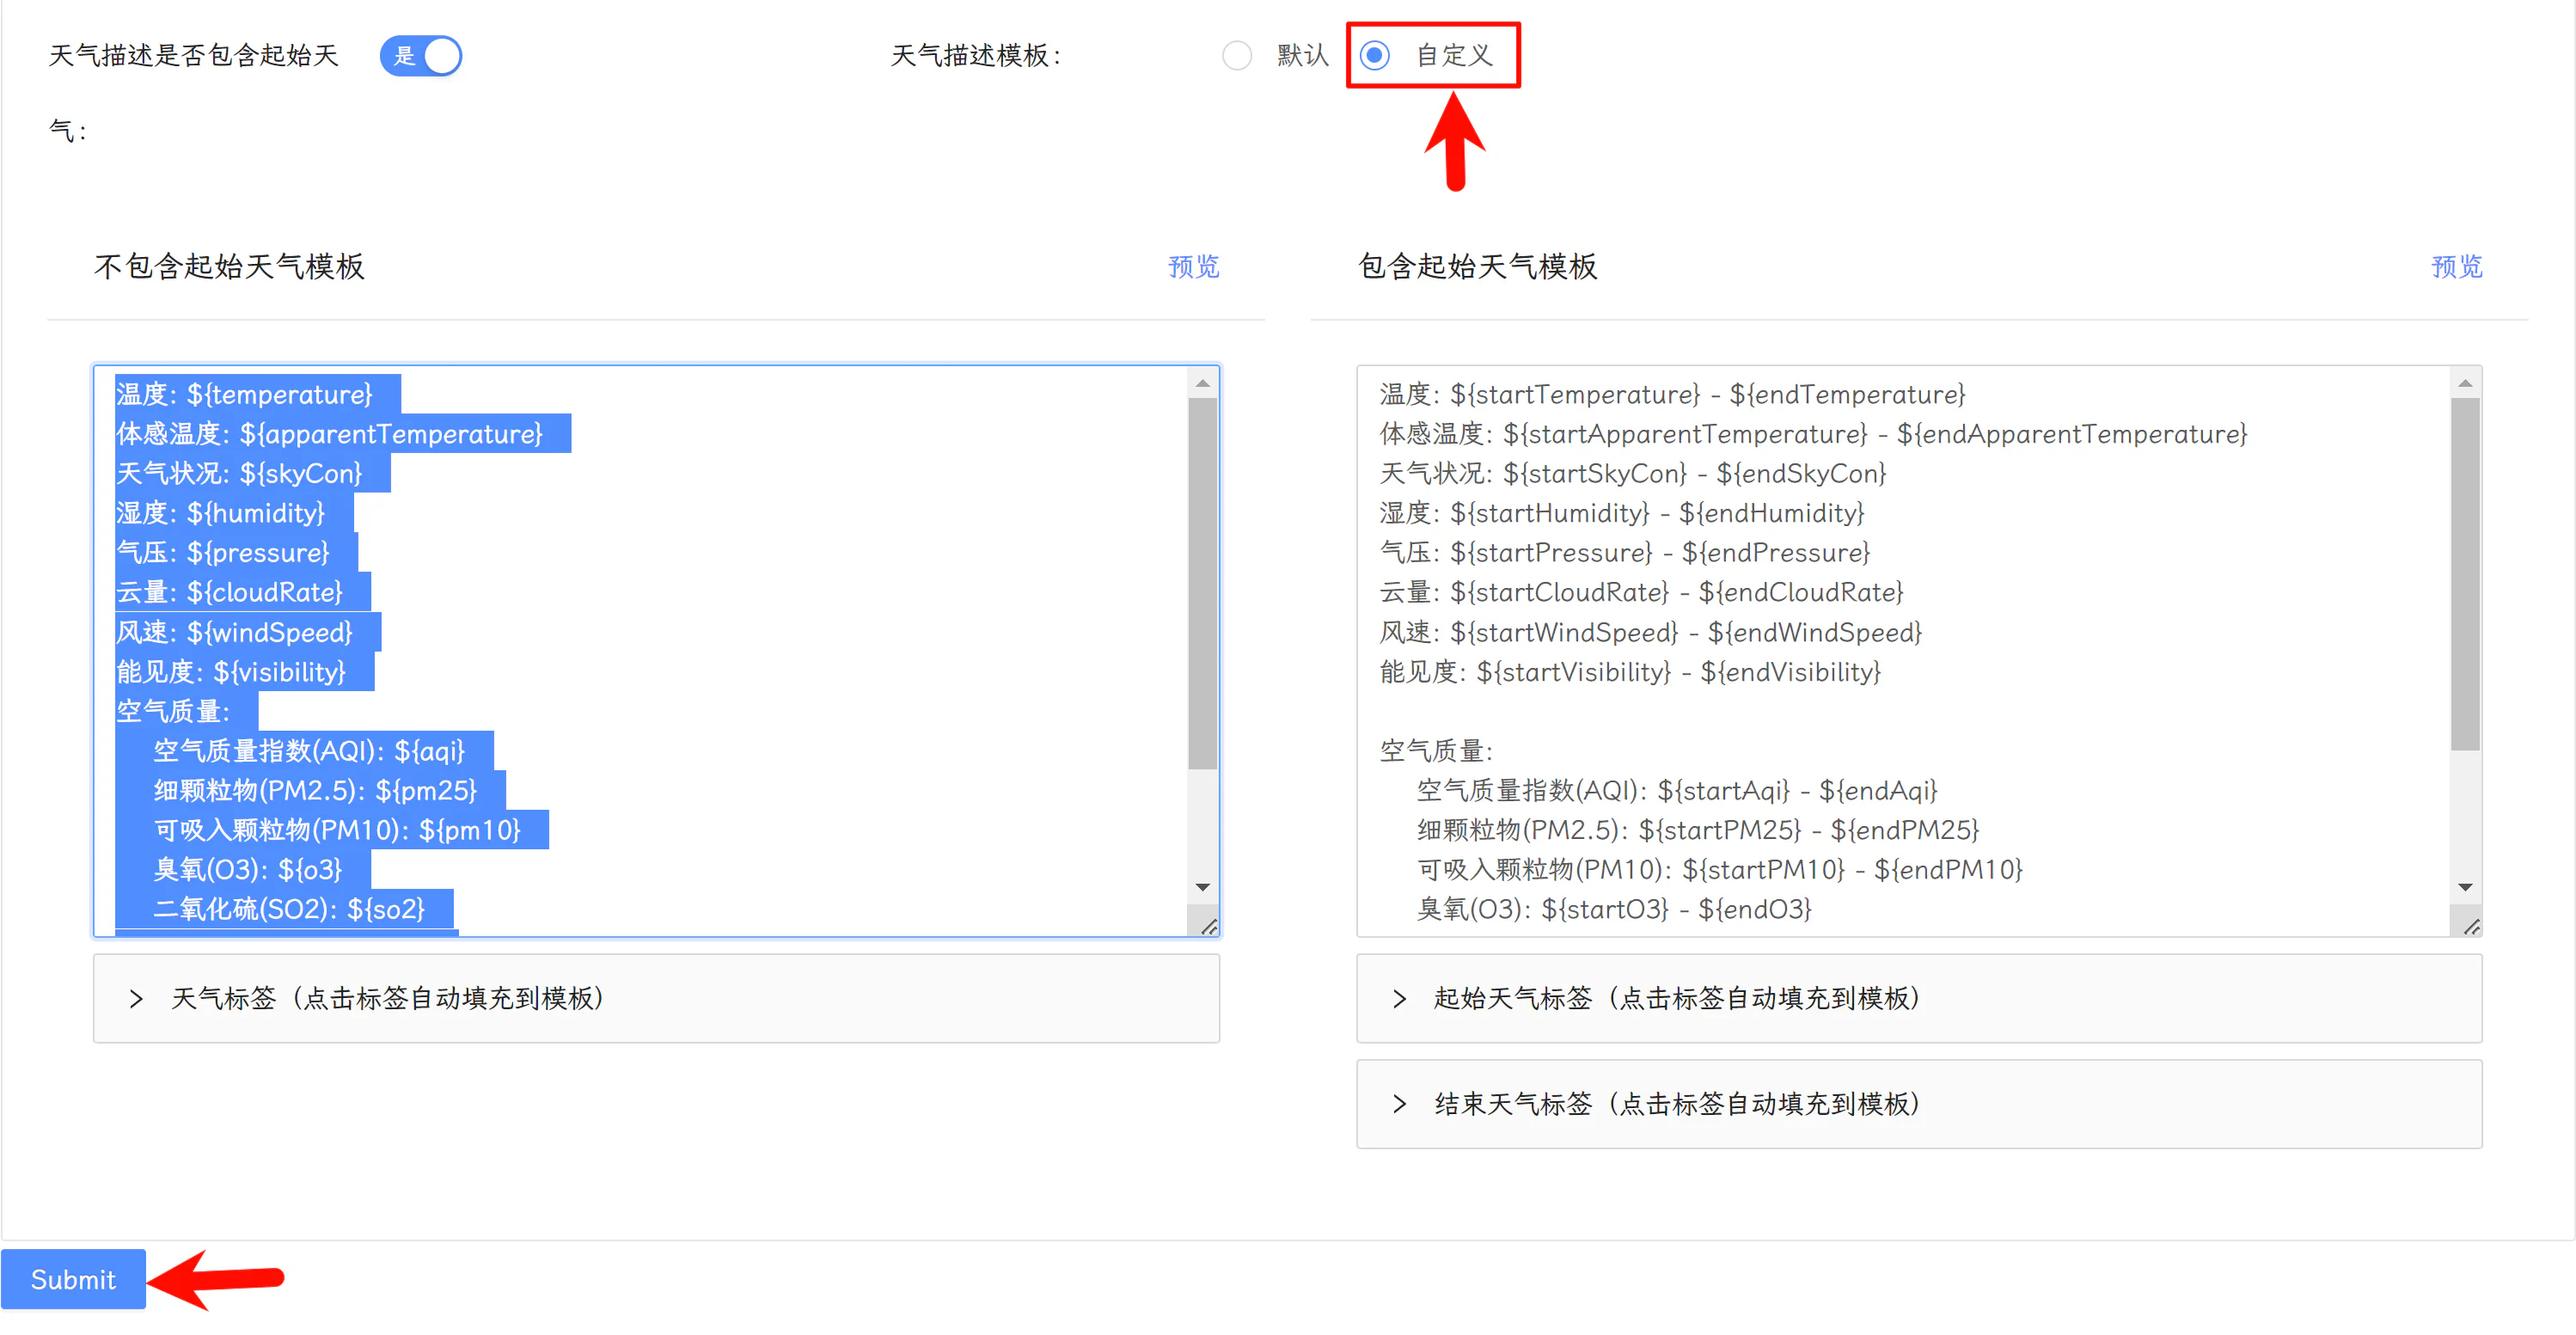 天气描述是否包含起始天
气:
是
天气描述模板:
默认
自定义
不包含起始天气模板
预览
温度: ${temperature}
体感温度: ${apparentTemperature}
天气状况: ${skyCon}
湿度: ${humidity}
气压: ${pressure}
云量: ${cloudRate}
风速: ${windSpeed}
能见度: ${visibility}
空气质量:
空气质量指数(AQI): ${aqi}
细颗粒物(PM2.5): ${pm25}
可吸入颗粒物(PM10): ${pm10}
臭氧(O3): ${o3}
二氧化硫(SO2): ${so2}
天气标签（点击标签自动填充到模板）
包含起始天气模板
预览
温度: ${startTemperature} - ${endTemperature}
体感温度: ${startApparentTemperature} - ${endApparentTemperature}
天气状况: ${startSkyCon} - ${endSkyCon}
湿度: ${startHumidity} - ${endHumidity}
气压: ${startPressure} - ${endPressure}
云量: ${startCloudRate} - ${endCloudRate}
风速: ${startWindSpeed} - ${endWindSpeed}
能见度: ${startVisibility} - ${endVisibility}
空气质量:
空气质量指数(AQI): ${startAqi} - ${endAqi}
细颗粒物(PM2.5): ${startPM25} - ${endPM25}
可吸入颗粒物(PM10): ${startPM10} - ${endPM10}
臭氧(O3): ${startO3} - ${endO3}
起始天气标签（点击标签自动填充到模板）
结束天气标签（点击标签自动填充到模板）
Submit